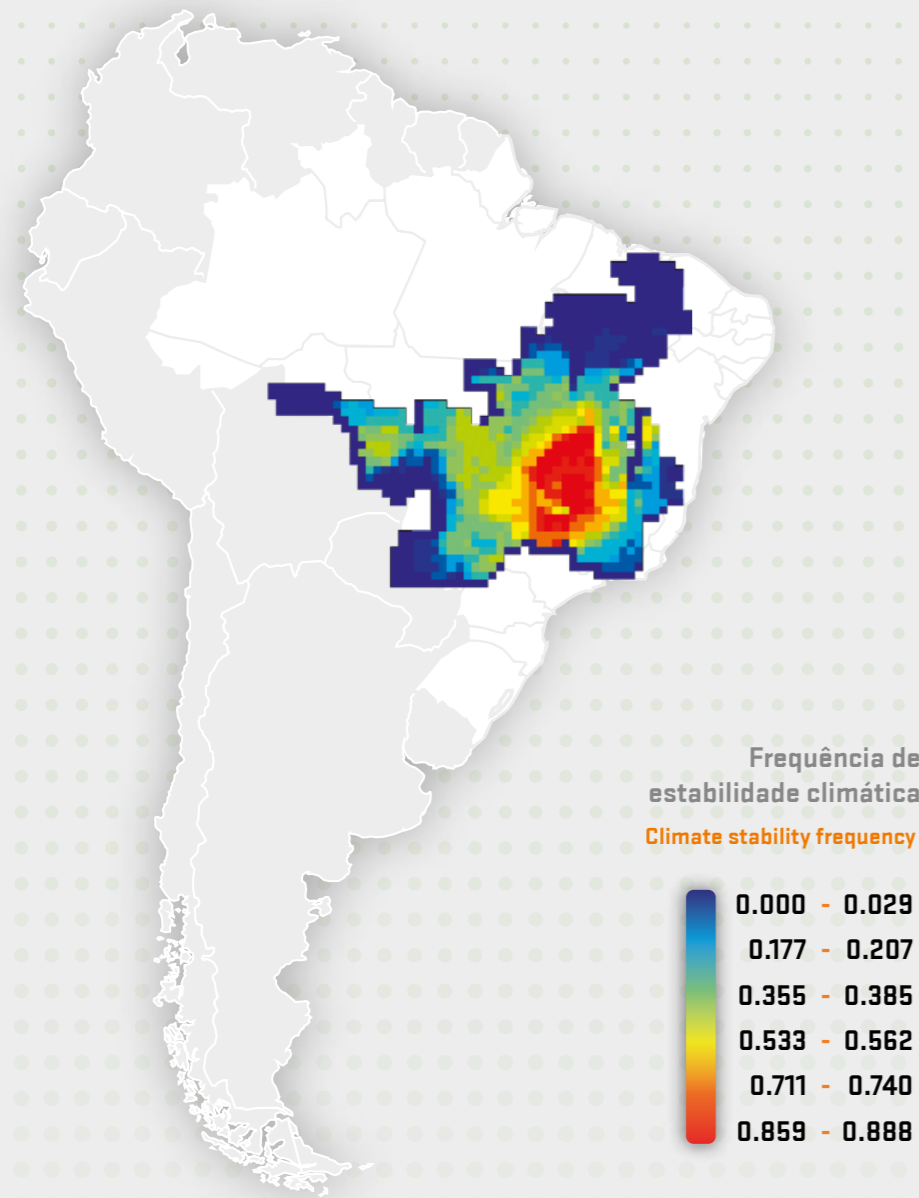 Frequência de
estabilidade climática
Climate stability frequency
0.000 - 0.029
0.177 - 0.207
0.355 - 0.385
0.533 - 0.562
0.711 - 0.740
0.859 - 0.888